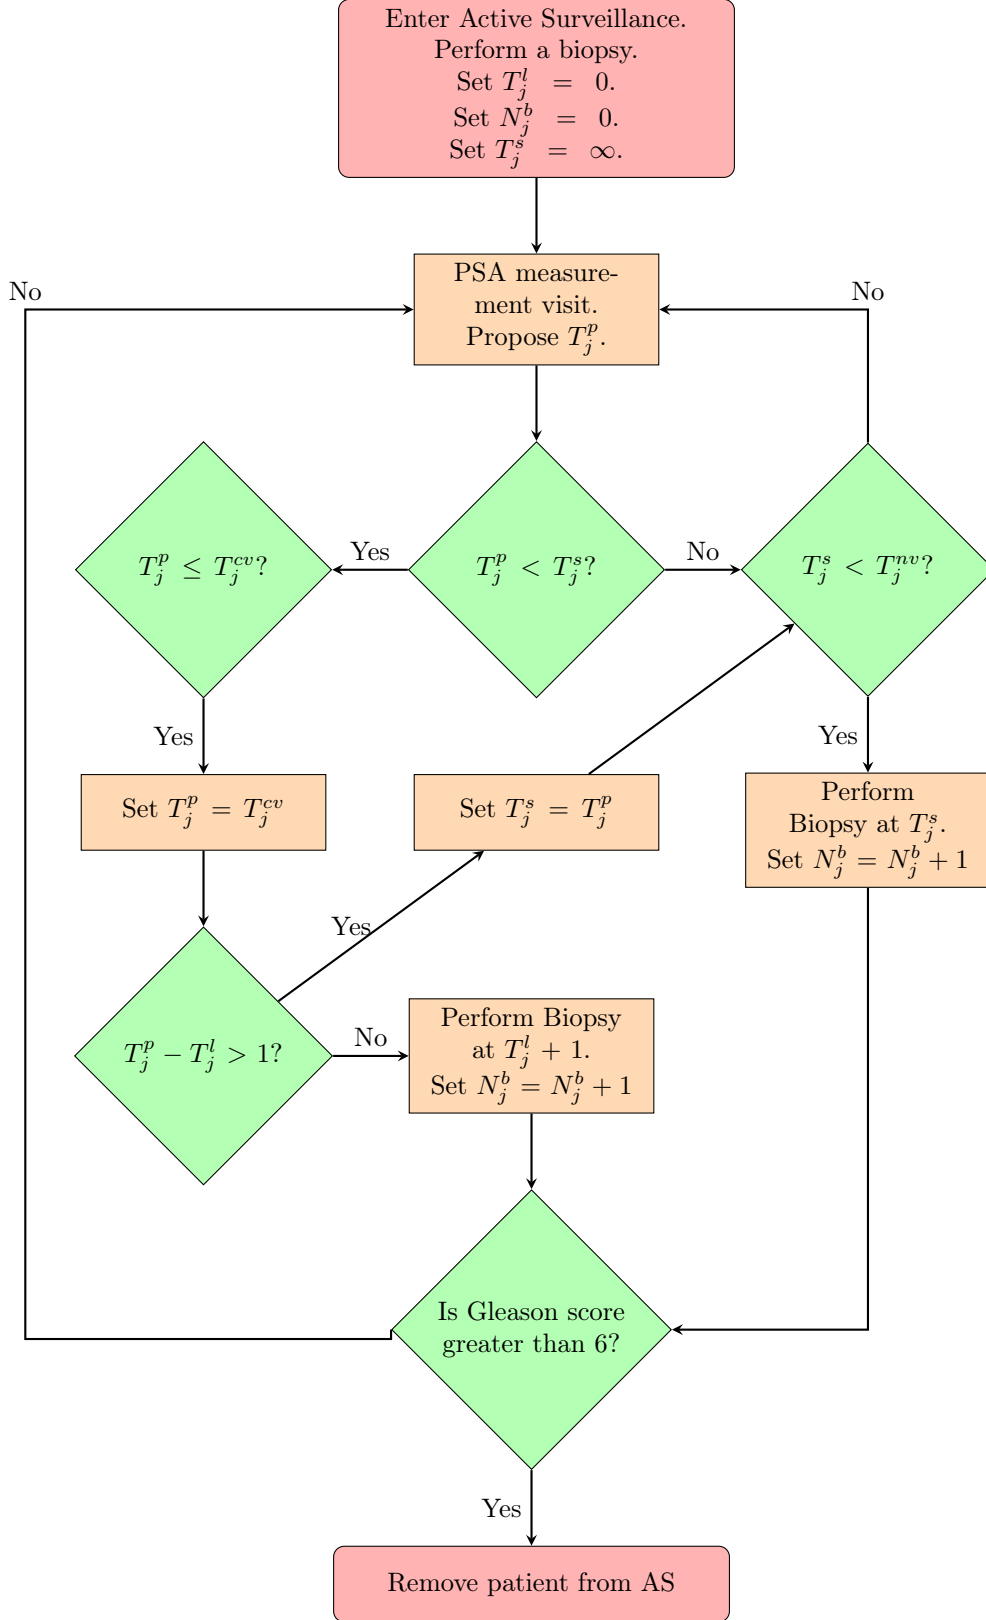 Enter Active Surveillance.
Perform a biopsy.
Set $T_j^l = 0.$
Set $N_j^b = 0.$
Set $T_j^s = \infty.$
No
PSA measure-
ment visit.
Propose $T_j^p$.
No
$T_j^p \leq T_j^{cv}$?
Yes
$T_j^p < T_j^s$?
No
$T_j^s < T_j^{nv}$?
Yes
Yes
Set $T_j^p = T_j^{cv}$
Set $T_j^s = T_j^p$
Perform
Biopsy at $T_j^s$.
Set $N_j^b = N_j^b + 1$
Yes
$T_j^p - T_j^l > 1$?
No
Perform Biopsy
at $T_j^l + 1$.
Set $N_j^b = N_j^b + 1$
Is Gleason score
greater than 6?
Yes
Remove patient from AS